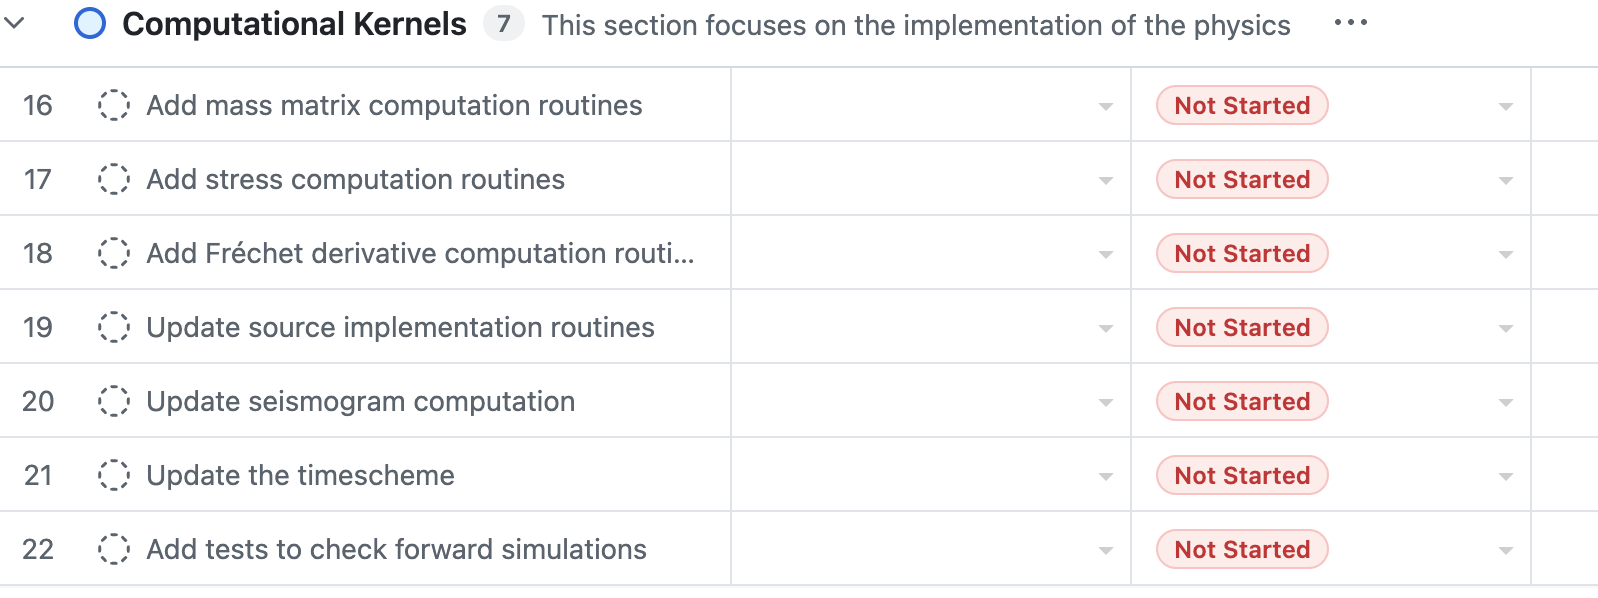 Computational Kernels 7 This section focuses on the implementation of the physics ...
16 Add mass matrix computation routines Not Started
17 Add stress computation routines Not Started
18 Add Fréchet derivative computation routi... Not Started
19 Update source implementation routines Not Started
20 Update seismogram computation Not Started
21 Update the timescheme Not Started
22 Add tests to check forward simulations Not Started